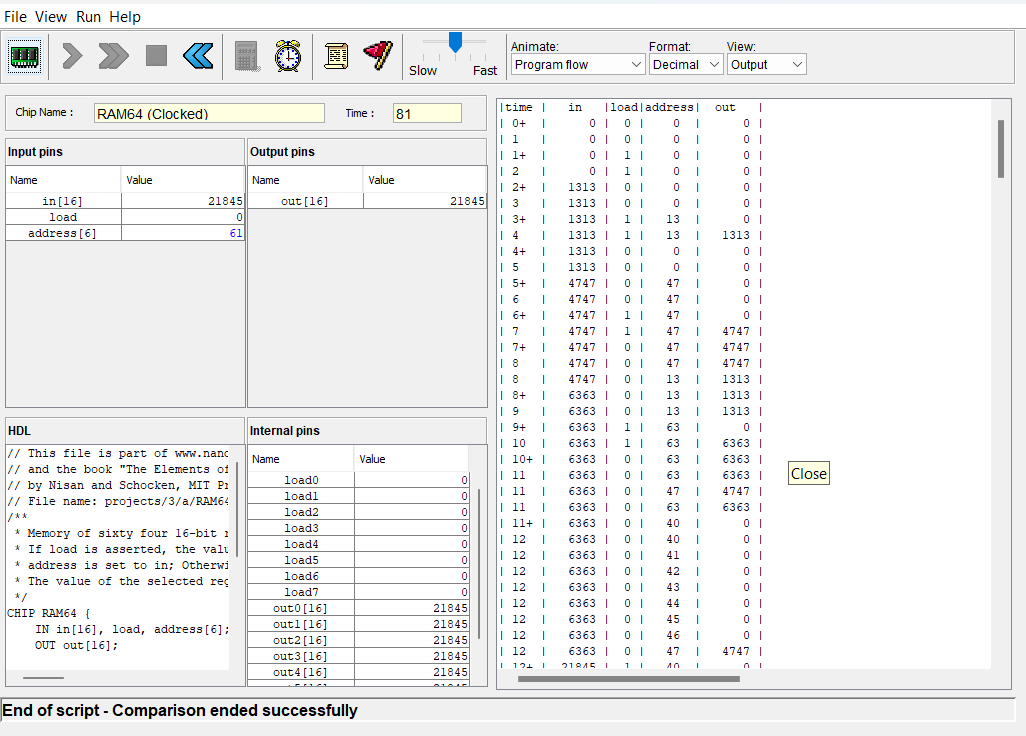 File View Run Help
Slow Fast
Animate: Format: View:
Program flow Decimal Output
Chip Name : RAM64 (Clocked) Time : 81
Input pins
Name Value
in[16] 21845
load 0
address[6] 61
Output pins
Name Value
out[16] 21845
HDL
// This file is part of www.nand
// and the book "The Elements of
// by Nisan and Schocken, MIT Pr
// File name: projects/3/a/RAM64
/**
* Memory of sixty four 16-bit r
* If load is asserted, the valu
* address is set to in; Otherwi
* The value of the selected reg
*/
CHIP RAM64 {
IN in[16], load, address[6];
OUT out[16];
Internal pins
Name Value
load0 0
load1 0
load2 0
load3 0
load4 0
load5 0
load6 0
load7 0
out0[16] 21845
out1[16] 21845
out2[16] 21845
out3[16] 21845
out4[16] 21845
|time | in |load|address| out |
| 0+ | 0 | 0 | 0 | 0 |
| 1 | 0 | 0 | 0 | 0 |
| 1+ | 0 | 1 | 0 | 0 |
| 2 | 0 | 1 | 0 | 0 |
| 2+ | 1313 | 0 | 0 | 0 |
| 3 | 1313 | 0 | 0 | 0 |
| 3+ | 1313 | 1 | 13 | 0 |
| 4 | 1313 | 1 | 13 | 1313 |
| 4+ | 1313 | 0 | 0 | 0 |
| 5 | 1313 | 0 | 0 | 0 |
| 5+ | 4747 | 0 | 47 | 0 |
| 6 | 4747 | 0 | 47 | 0 |
| 6+ | 4747 | 1 | 47 | 0 |
| 7 | 4747 | 1 | 47 | 4747 |
| 7+ | 4747 | 0 | 47 | 4747 |
| 8 | 4747 | 0 | 47 | 4747 |
| 8 | 4747 | 0 | 13 | 1313 |
| 8+ | 6363 | 0 | 13 | 1313 |
| 9 | 6363 | 0 | 13 | 1313 |
| 9+ | 6363 | 1 | 63 | 0 |
| 10 | 6363 | 1 | 63 | 6363 |
| 10+ | 6363 | 0 | 63 | 6363 |
| 11 | 6363 | 0 | 63 | 6363 |
| 11 | 6363 | 0 | 47 | 4747 |
| 11 | 6363 | 0 | 63 | 6363 |
| 11+ | 6363 | 0 | 40 | 0 |
| 12 | 6363 | 0 | 40 | 0 |
| 12 | 6363 | 0 | 41 | 0 |
| 12 | 6363 | 0 | 42 | 0 |
| 12 | 6363 | 0 | 43 | 0 |
| 12 | 6363 | 0 | 44 | 0 |
| 12 | 6363 | 0 | 45 | 0 |
| 12 | 6363 | 0 | 46 | 0 |
| 12 | 6363 | 0 | 47 | 4747 |
| 12+ | 21845 | 1 | 40 | 0 |
Close
End of script - Comparison ended successfully